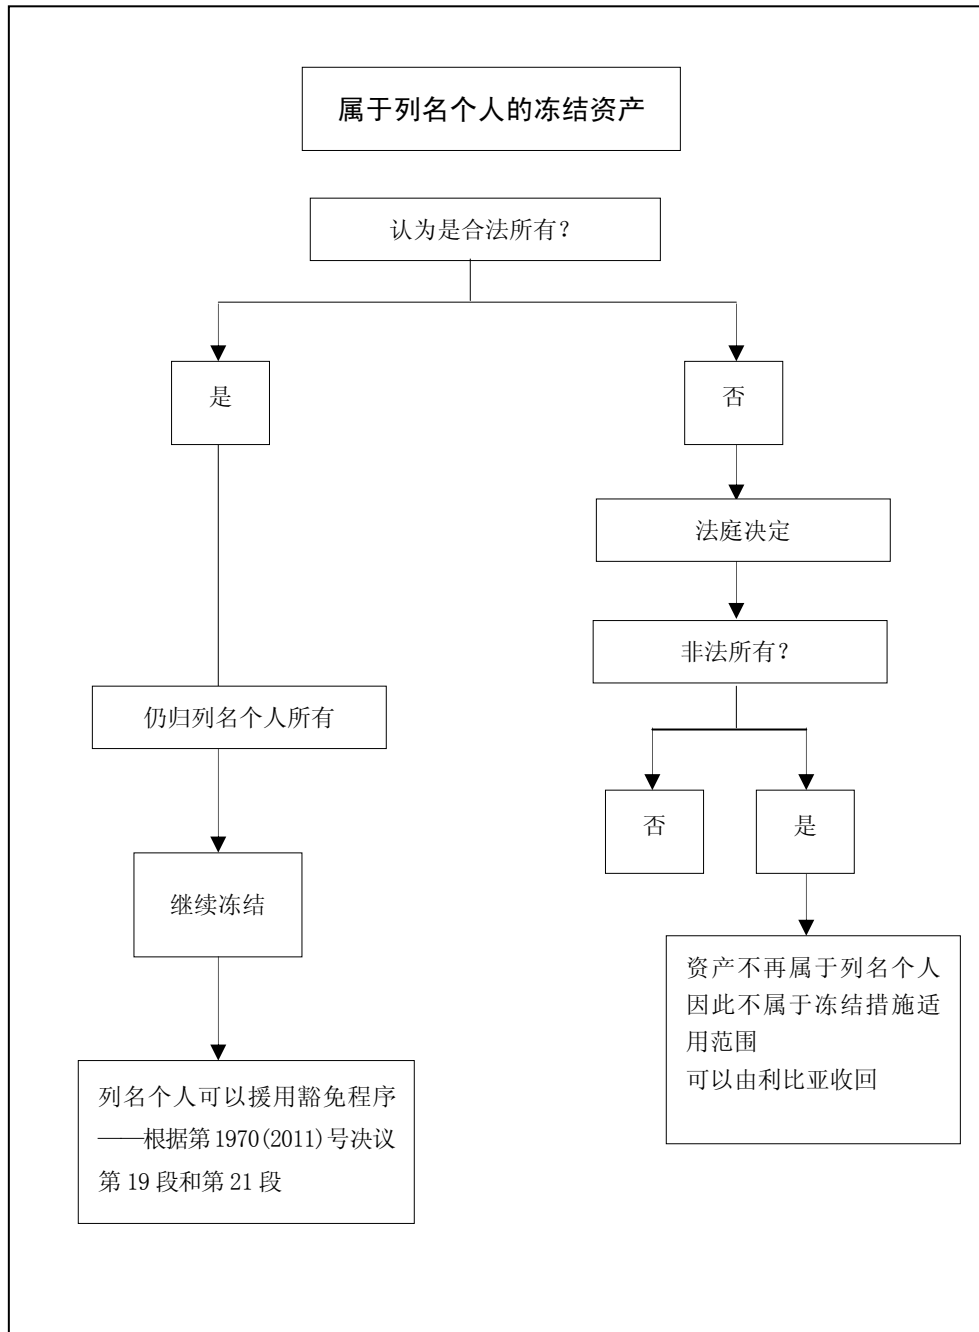 属于列名个人的冻结资产
认为是合法所有？
是
否
法庭决定
非法所有？
仍归列名个人所有
否
是
继续冻结
资产不再属于列名个人
因此不属于冻结措施适
用范围
可以由利比亚收回
列名个人可以援用豁免程序
——根据第1970(2011)号决议
第 19 段和第 21 段